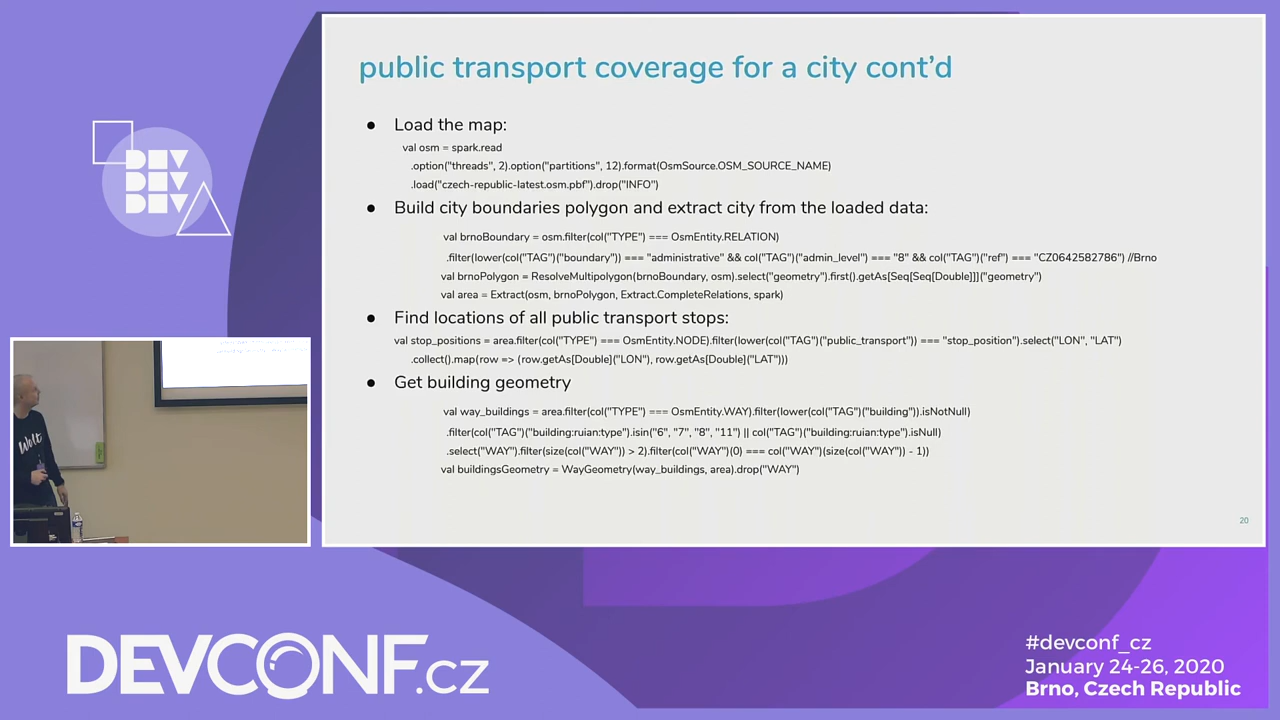 public transport coverage for a city cont'd
● Load the map:
val osm = spark.read
.option("threads", 2).option("partitions", 12).format(OsmSource.OSM_SOURCE_NAME)
.load("czech-republic-latest.osm.pbf").drop("INFO")
● Build city boundaries polygon and extract city from the loaded data:
val brnoBoundary = osm.filter(col("TYPE") === OsmEntity.RELATION)
.filter(lower(col("TAG")("boundary")) === "administrative" && col("TAG")("admin_level") === "8" && col("TAG")("ref") === "CZ0642582786") //Brno
val brnoPolygon = ResolveMultipolygon(brnoBoundary, osm).select("geometry").first().getAs[Seq[Seq[Double]]]("geometry")
val area = Extract(osm, brnoPolygon, Extract.CompleteRelations, spark)
● Find locations of all public transport stops:
val stop_positions = area.filter(col("TYPE") === OsmEntity.NODE).filter(lower(col("TAG")("public_transport")) === "stop_position").select("LON", "LAT")
.collect().map(row => (row.getAs[Double]("LON"), row.getAs[Double]("LAT")))
● Get building geometry
val way_buildings = area.filter(col("TYPE") === OsmEntity.WAY).filter(lower(col("TAG")("building")).isNotNull)
.filter(col("TAG")("building:ruian:type").isin("6", "7", "8", "11") || col("TAG")("building:ruian:type").isNull)
.select("WAY").filter(size(col("WAY")) > 2).filter(col("WAY")(0) === col("WAY")(size(col("WAY")) - 1))
val buildingsGeometry = WayGeometry(way_buildings, area).drop("WAY")
20
DEV
DEV
DEV
Wolt
DEVCONF.CZ
#devconf_cz
January 24-26, 2020
Brno, Czech Republic